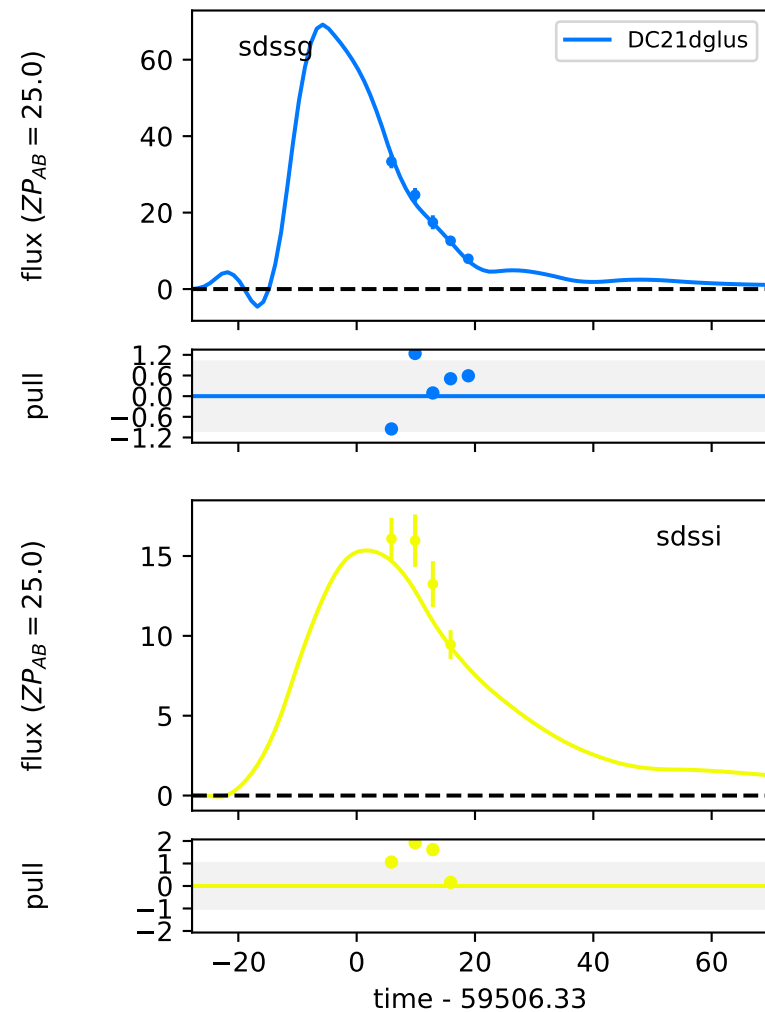 sdssg
DC21dglus
flux (ZP_AB = 25.0)
60
40
20
0
pull
1.2
0.6
0.0
−0.6
−1.2
sdssi
flux (ZP_AB = 25.0)
15
10
5
0
pull
2
1
0
−1
−2
−20 0 20 40 60
time - 59506.33